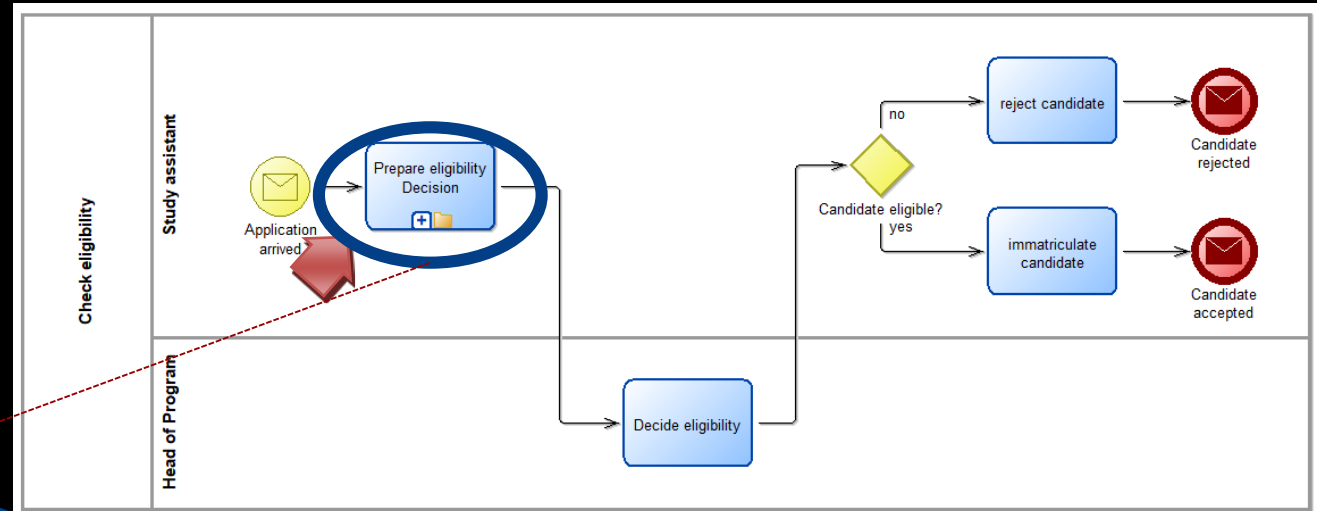 Check eligibility
Study assistant
Application
arrived
Prepare eligibility
Decision
Candidate eligible?
no
yes
reject candidate
Candidate
rejected
immatriculate
candidate
Candidate
accepted
Head of Program
Decide eligibility